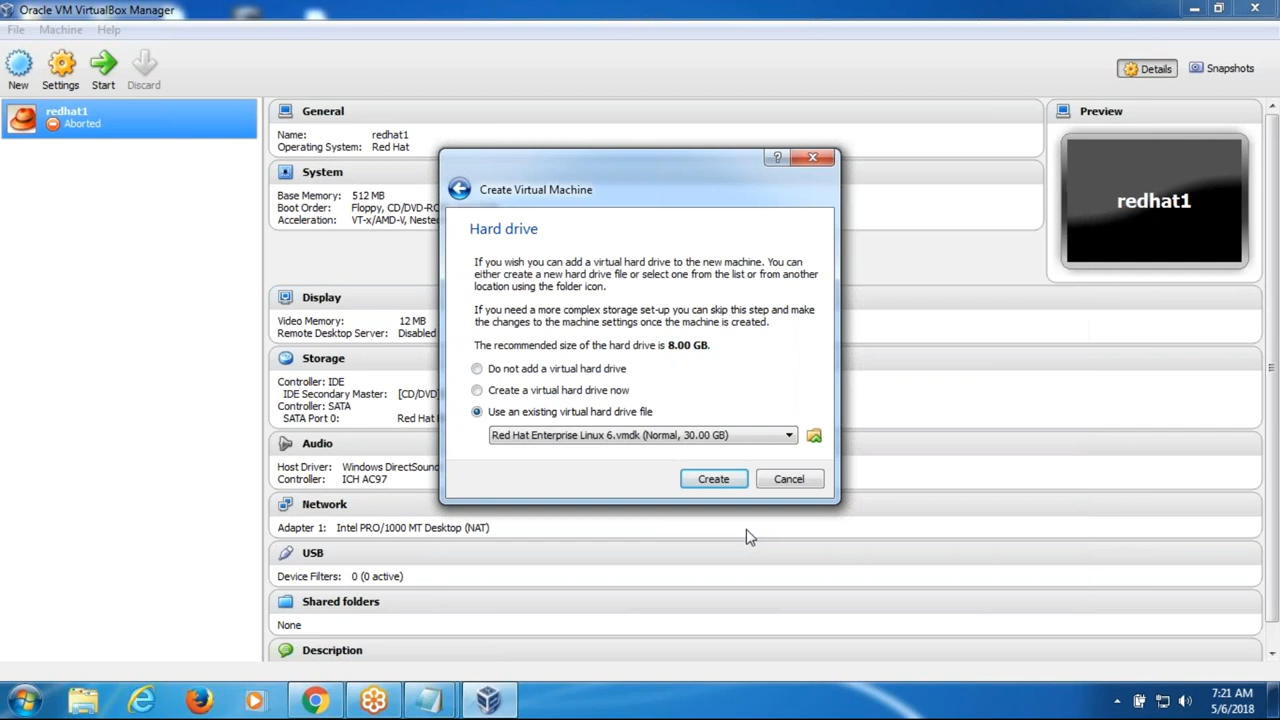 Oracle VM VirtualBox Manager
File Machine Help
New Settings Start Discard
Details Snapshots
redhat1
Aborted
General
Name: redhat1
Operating System: Red Hat
System
Base Memory: 512 MB
Boot Order: Floppy, CD/DVD-RO
Acceleration: VT-x/AMD-V, Nested
Display
Video Memory: 12 MB
Remote Desktop Server: Disabled
Storage
Controller: IDE
IDE Secondary Master: [CD/DVD]
Controller: SATA
SATA Port 0: Red H
Audio
Host Driver: Windows DirectSound
Controller: ICH AC97
Network
Adapter 1: Intel PRO/1000 MT Desktop (NAT)
USB
Device Filters: 0 (0 active)
Shared folders
None
Description
Preview
redhat1
Create Virtual Machine
Hard drive
If you wish you can add a virtual hard drive to the new machine. You can
either create a new hard drive file or select one from the list or from another
location using the folder icon.
If you need a more complex storage set-up you can skip this step and make
the changes to the machine settings once the machine is created.
The recommended size of the hard drive is 8.00 GB.
Do not add a virtual hard drive
Create a virtual hard drive now
Use an existing virtual hard drive file
Red Hat Enterprise Linux 6.vmdk (Normal, 30.00 GB)
Create Cancel
7:21 AM
5/6/2018